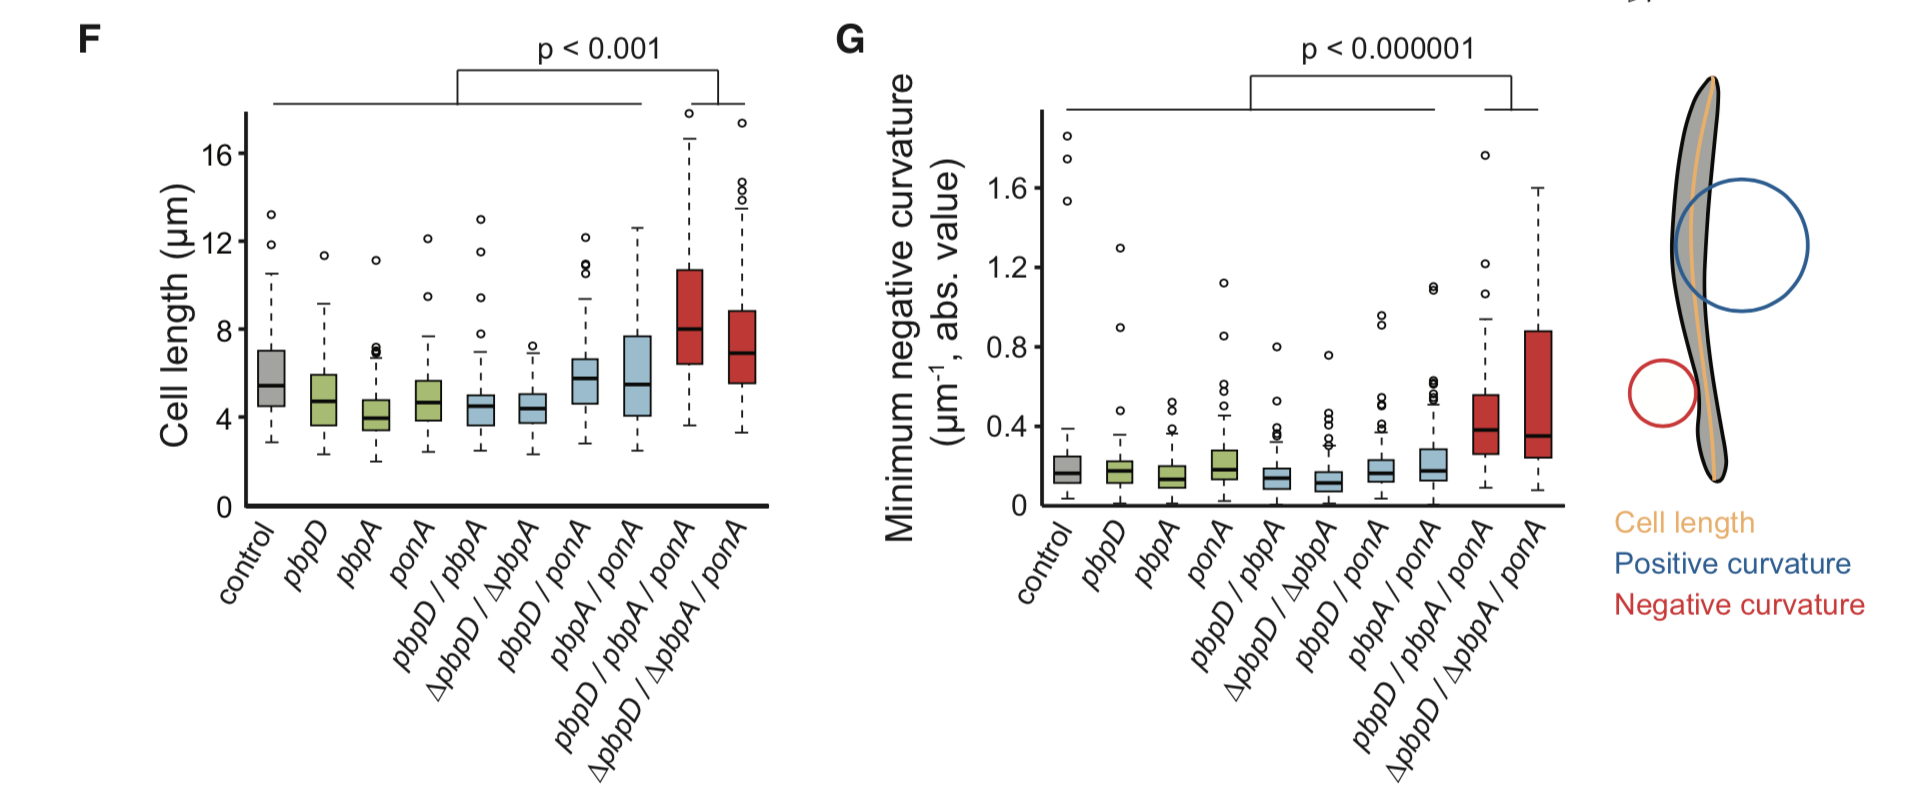 F
p < 0.001
Cell length (μm)
16
12
8
4
0
control
pbpD
pbpA
ponA
pbpD / pbpA
ΔpbpD / ΔpbpA
pbpD / ponA
pbpA / ponA
pbpD / pbpA / ponA
ΔpbpD / ΔpbpA / ponA
G
p < 0.000001
Minimum negative curvature
(μm⁻¹, abs. value)
1.6
1.2
0.8
0.4
0
control
pbpD
pbpA
ponA
pbpD / pbpA
ΔpbpD / ΔpbpA
pbpD / ponA
pbpA / ponA
pbpD / pbpA / ponA
ΔpbpD / ΔpbpA / ponA
Cell length
Positive curvature
Negative curvature